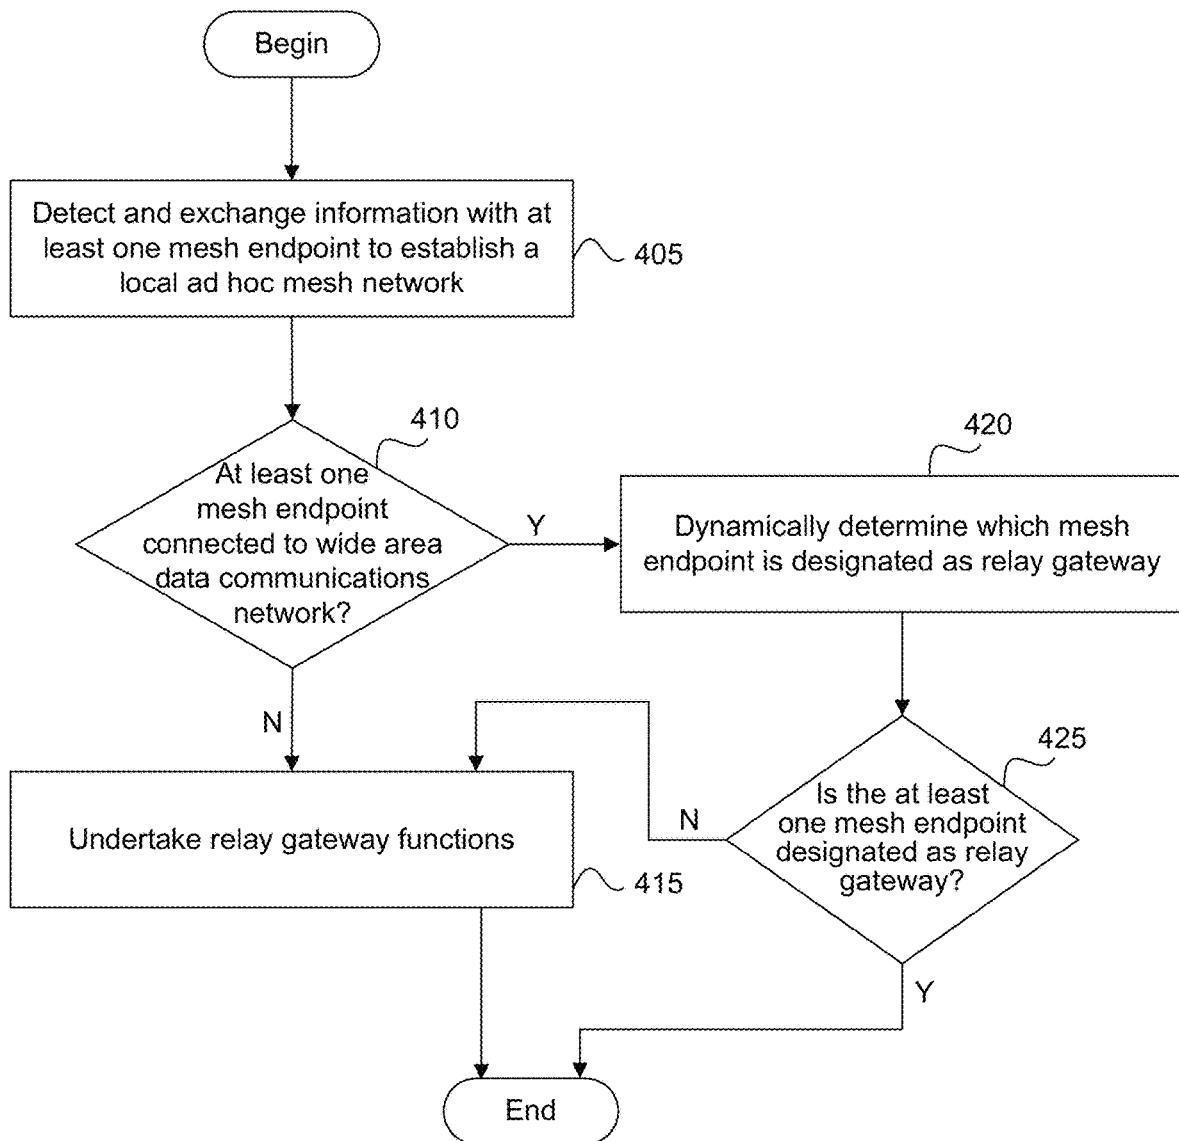 Begin
Detect and exchange information with at
least one mesh endpoint to establish a
local ad hoc mesh network
405
410
At least one
mesh endpoint
connected to wide area
data communications
network?
Y
420
Dynamically determine which mesh
endpoint is designated as relay gateway
N
425
Is the at least
one mesh endpoint
designated as relay
gateway?
N
Undertake relay gateway functions
415
Y
End